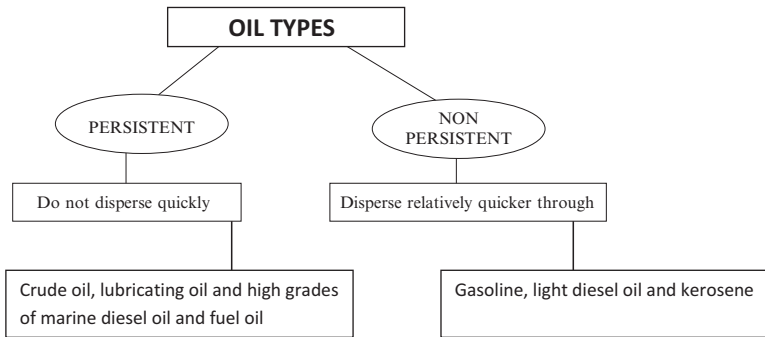 OIL TYPES
PERSISTENT
NON
PERSISTENT
Do not disperse quickly
Disperse relatively quicker through
Crude oil, lubricating oil and high grades
of marine diesel oil and fuel oil
Gasoline, light diesel oil and kerosene